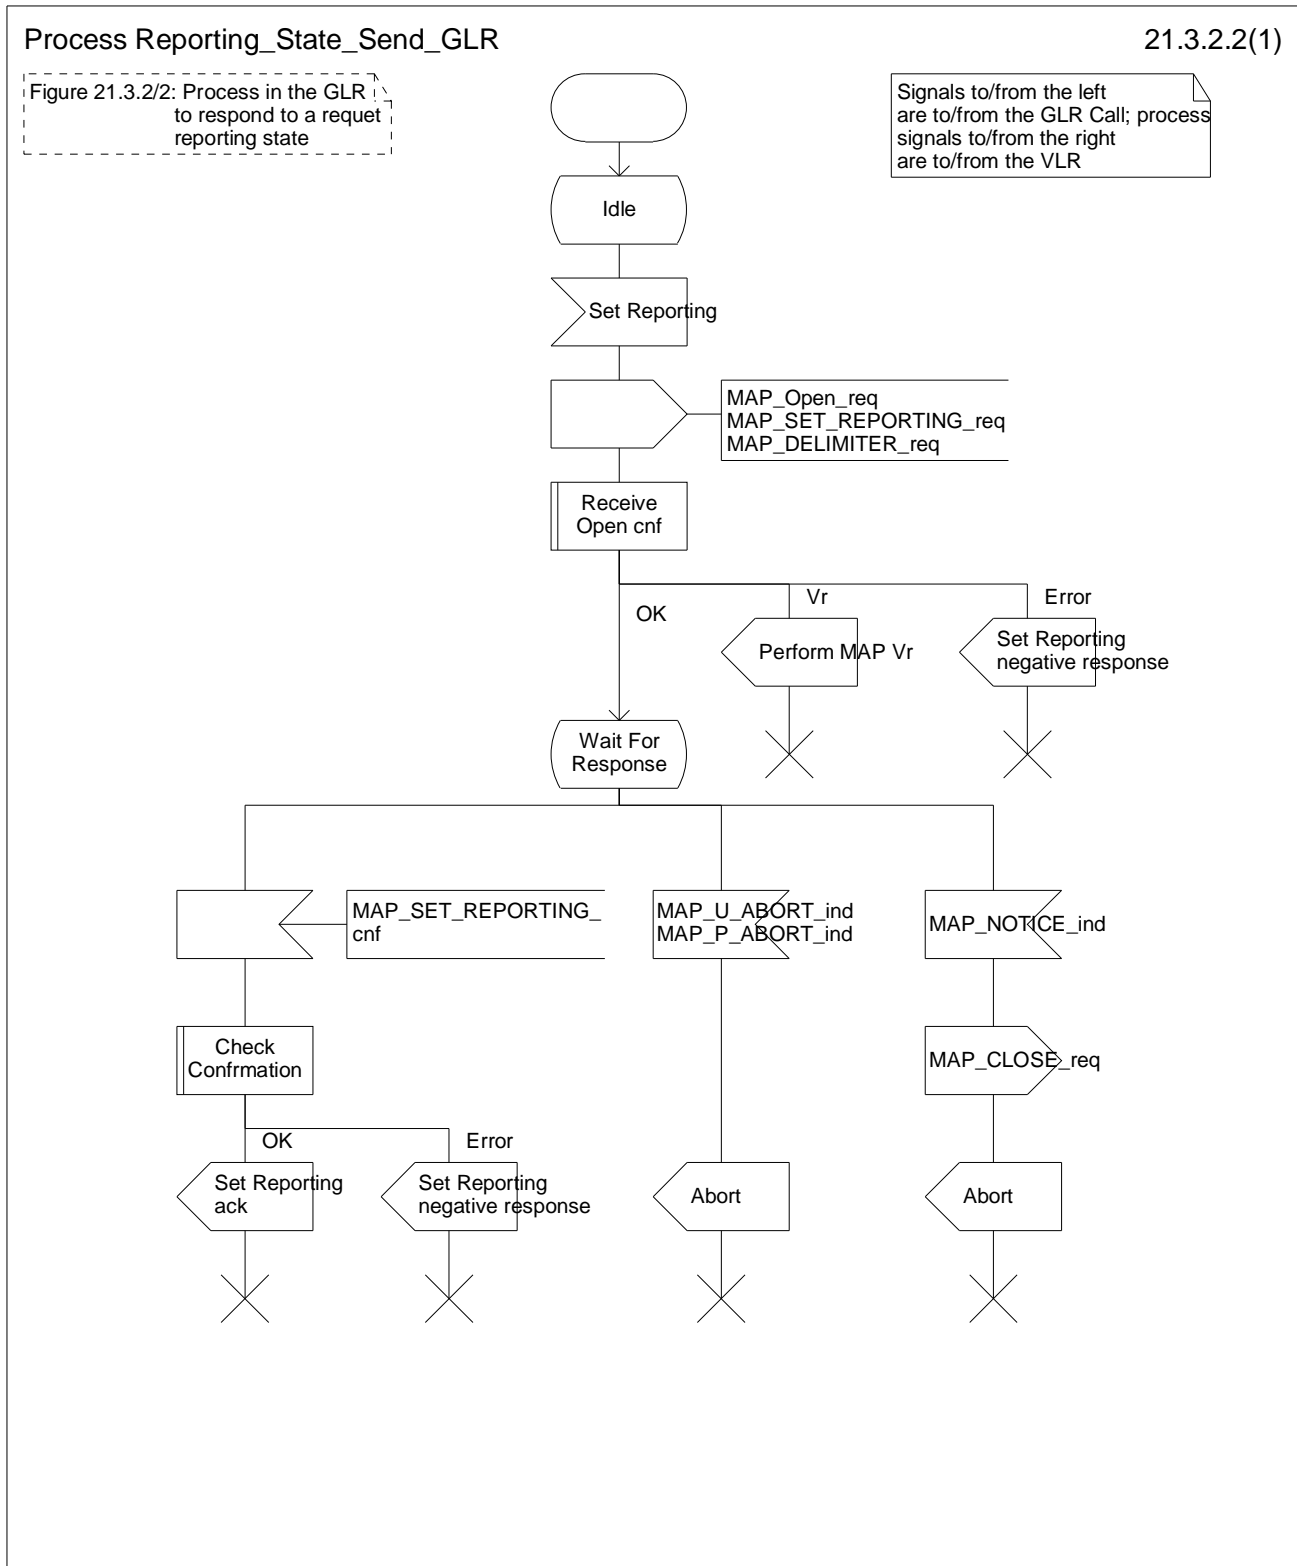 Process Reporting_State_Send_GLR
21.3.2.2(1)
Figure 21.3.2/2: Process in the GLR
to respond to a requet
reporting state
Signals to/from the left
are to/from the GLR Call; process
signals to/from the right
are to/from the VLR
Idle
Set Reporting
MAP_Open_req
MAP_SET_REPORTING_req
MAP_DELIMITER_req
Receive
Open cnf
OK
Vr
Error
Perform MAP Vr
Set Reporting
negative response
Wait For
Response
MAP_SET_REPORTING_
cnf
MAP_U_ABORT_ind
MAP_P_ABORT_ind
MAP_NOTICE_ind
Check
Confrmation
MAP_CLOSE_req
OK
Error
Set Reporting
ack
Set Reporting
negative response
Abort
Abort